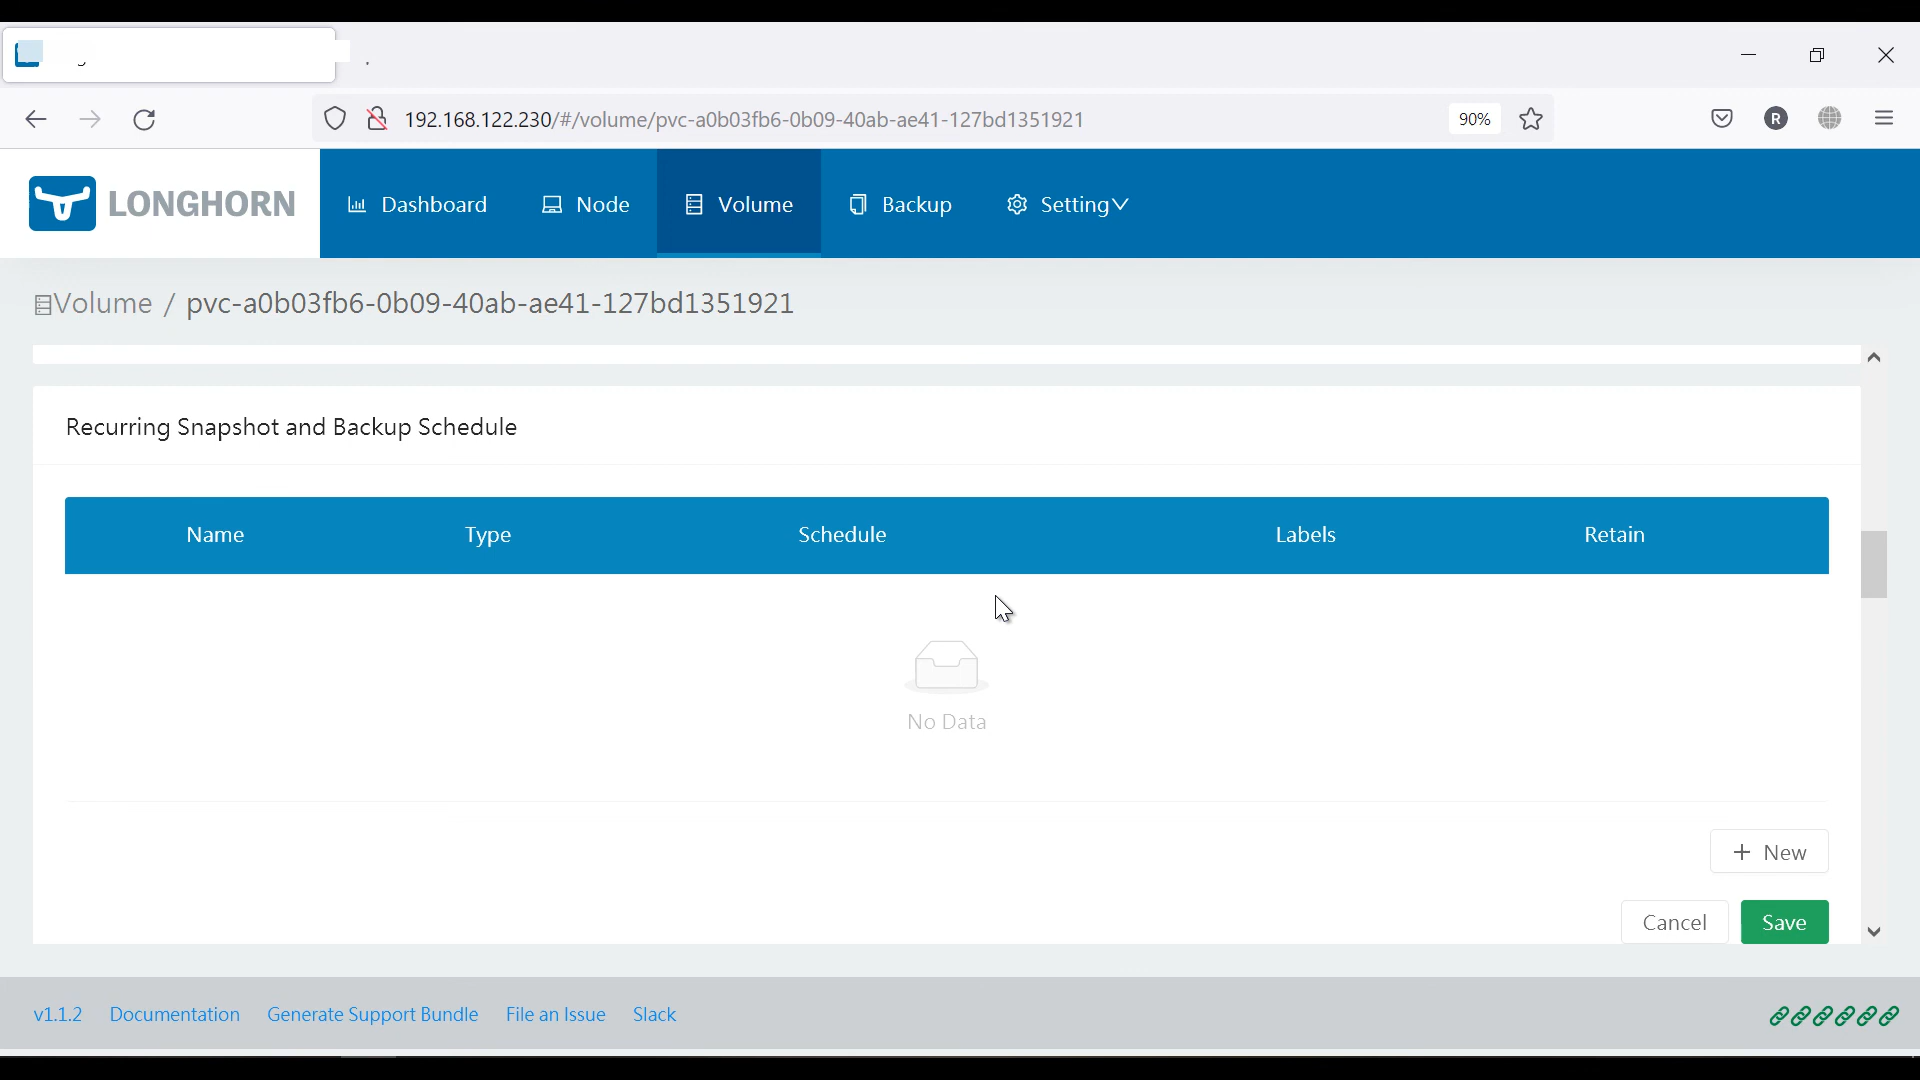 192.168.122.230/#/volume/pvc-a0b03fb6-0b09-40ab-ae41-127bd1351921
90%
R
LONGHORN
Dashboard
Node
Volume
Backup
Setting
Volume / pvc-a0b03fb6-0b09-40ab-ae41-127bd1351921
Recurring Snapshot and Backup Schedule
Name Type Schedule Labels Retain
No Data
+ New
Cancel
Save
v1.1.2 Documentation Generate Support Bundle File an Issue Slack